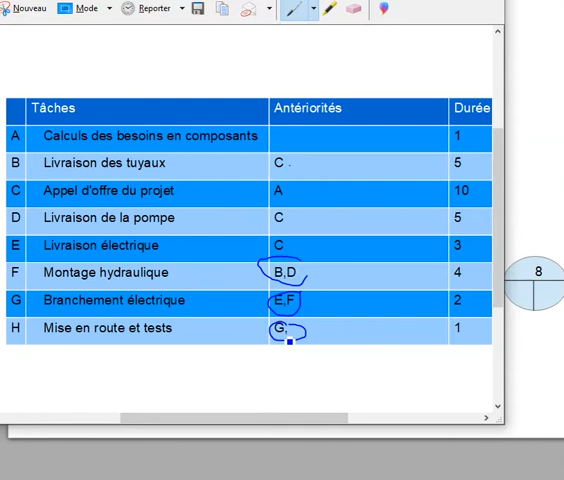 Nouveau Mode Reporter
Tâches Antériorités Durée
A Calculs des besoins en composants 1
B Livraison des tuyaux C . 5
C Appel d'offre du projet A 10
D Livraison de la pompe C 5
E Livraison électrique C 3
F Montage hydraulique B,D 4
G Branchement électrique E,F 2
H Mise en route et tests G, 1
8